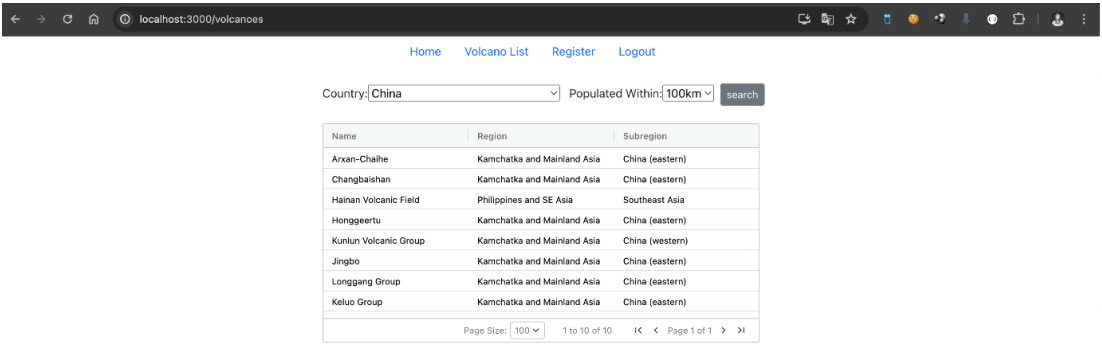 localhost:3000/volcanoes
Home Volcano List Register Logout
Country: China Populated Within: 100km search
Name Region Subregion
Arxan-Chaihe Kamchatka and Mainland Asia China (eastern)
Changbaishan Kamchatka and Mainland Asia China (eastern)
Hainan Volcanic Field Philippines and SE Asia Southeast Asia
Honggeertu Kamchatka and Mainland Asia China (eastern)
Kunlun Volcanic Group Kamchatka and Mainland Asia China (western)
Jingbo Kamchatka and Mainland Asia China (eastern)
Longgang Group Kamchatka and Mainland Asia China (eastern)
Keluo Group Kamchatka and Mainland Asia China (eastern)
Page Size: 100 1 to 10 of 10 Page 1 of 1